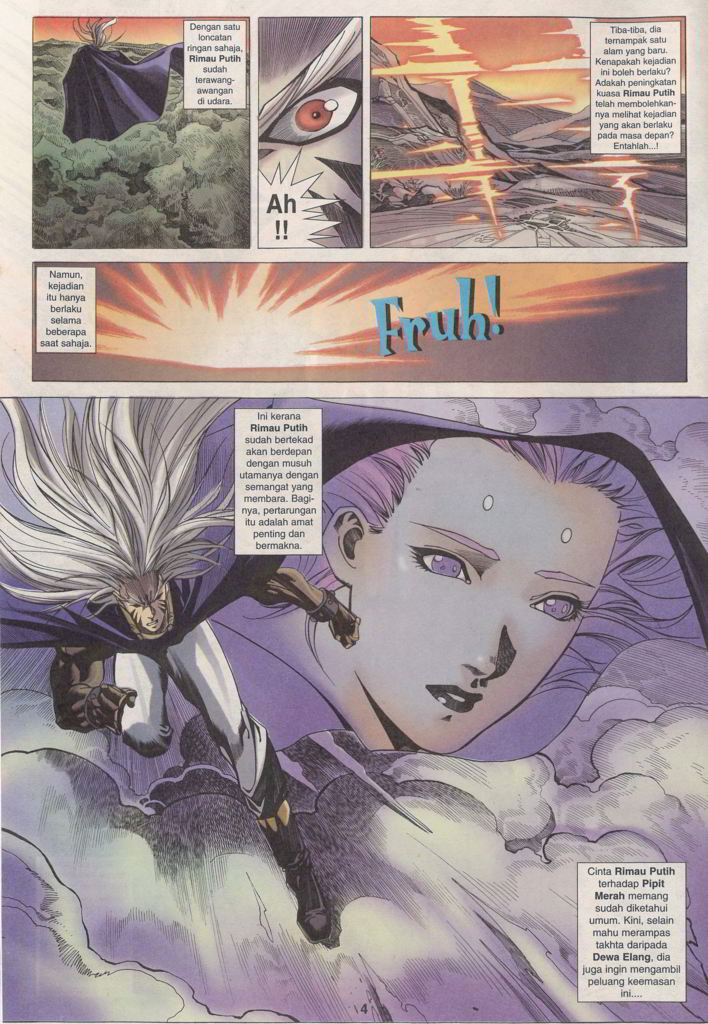 Dengan satu
loncatan
ringan sahaja,
Rimau Putih
sudah
terawang-
awangan
di udara.
Ah
!!
Tiba-tiba, dia
ternampak satu
alam yang baru.
Kenapakah kejadian
ini boleh berlaku?
Adakah peningkatan
kuasa Rimau Putih
telah membolehkan-
nya melihat kejadian
yang akan berlaku
pada masa depan?
Entahlah...!
Namun,
kejadian
itu hanya
berlaku
selama
beberapa
saat sahaja.
Fruh!
Ini kerana
Rimau Putih
sudah bertekad
akan berdepan
dengan musuh
utamanya dengan
semangat yang
membara. Bagi-
nya, pertarungan
itu adalah amat
penting dan
bermakna.
Cinta Rimau Putih
terhadap Pipit
Merah memang
sudah diketahui
umum. Kini, selain
mahu merampas
takhta daripada
Dewa Elang, dia
juga ingin mengambil
peluang keemasan
ini....
4